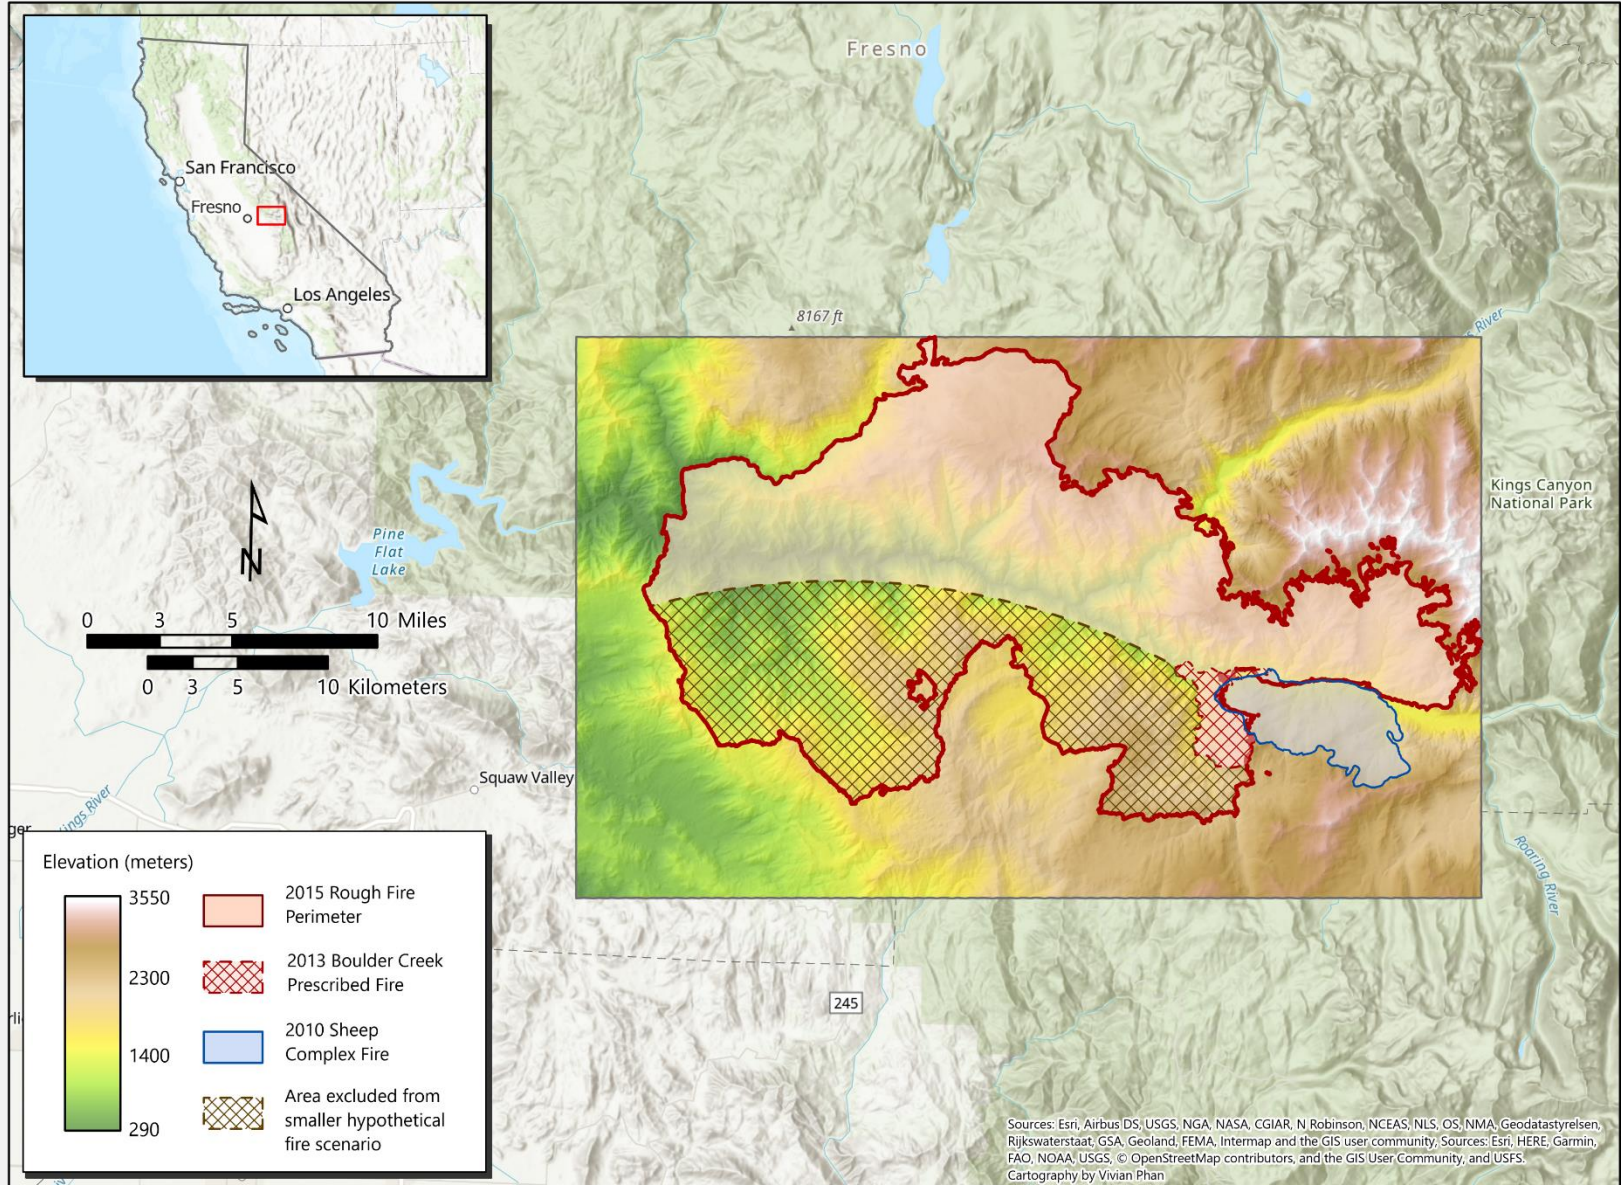 San Francisco
Fresno
Los Angeles
Fresno
8167 ft
s River
Kings Canyon
National Park
Pine
Flat
Lake
N
0 3 5 10 Miles
0 3 5 10 Kilometers
Squaw Valley
ger
Kings River
rli
Roaring River
245
Elevation (meters)
3550
2300
1400
290
2015 Rough Fire
Perimeter
2013 Boulder Creek
Prescribed Fire
2010 Sheep
Complex Fire
Area excluded from
smaller hypothetical
fire scenario
Sources: Esri, Airbus DS, USGS, NGA, NASA, CGIAR, N Robinson, NCEAS, NLS, OS, NMA, Geodatastyrelsen,
Rijkswaterstaat, GSA, Geoland, FEMA, Intermap and the GIS user community, Sources: Esri, HERE, Garmin,
FAO, NOAA, USGS, © OpenStreetMap contributors, and the GIS User Community, and USFS.
Cartography by Vivian Phan